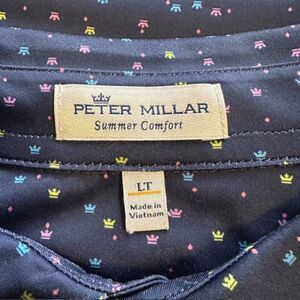 PETER MILLAR
Summer Comfort
LT
Made in
Vietnam